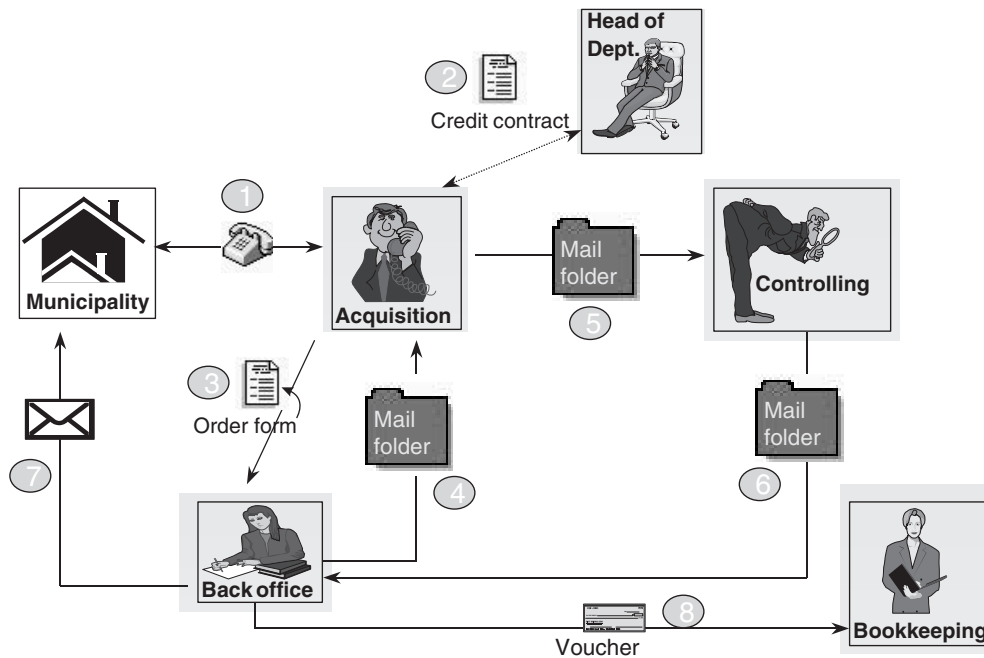 Head of
Dept.
2
Credit contract
1
Municipality
Acquisition
Mail
folder
5
Controlling
3
Order form
Mail
folder
4
Mail
folder
6
7
Back office
8
Voucher
Bookkeeping